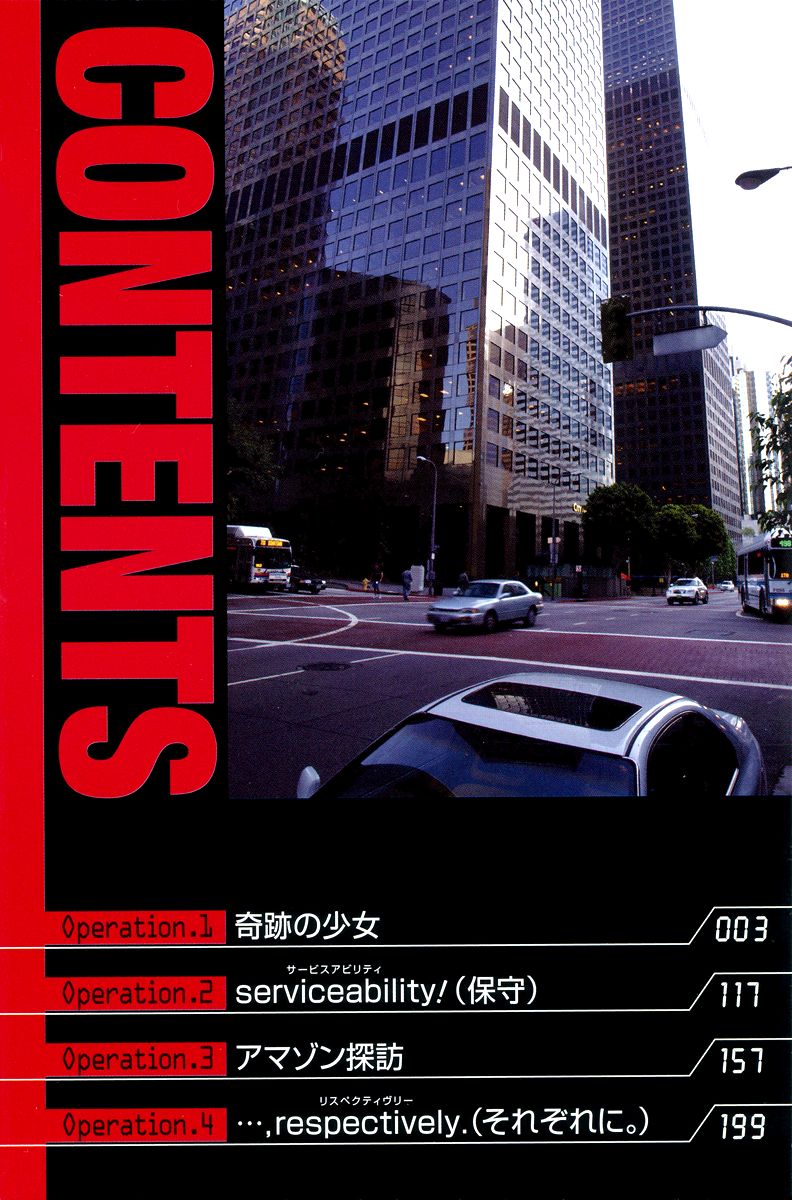 CONTENTS
Operation.1 奇跡の少女 003
サービスアビリティ
Operation.2 serviceability!（保守） 117
Operation.3 アマゾン探訪 157
リスペクティヴリー
Operation.4 …,respectively.（それぞれに。） 199